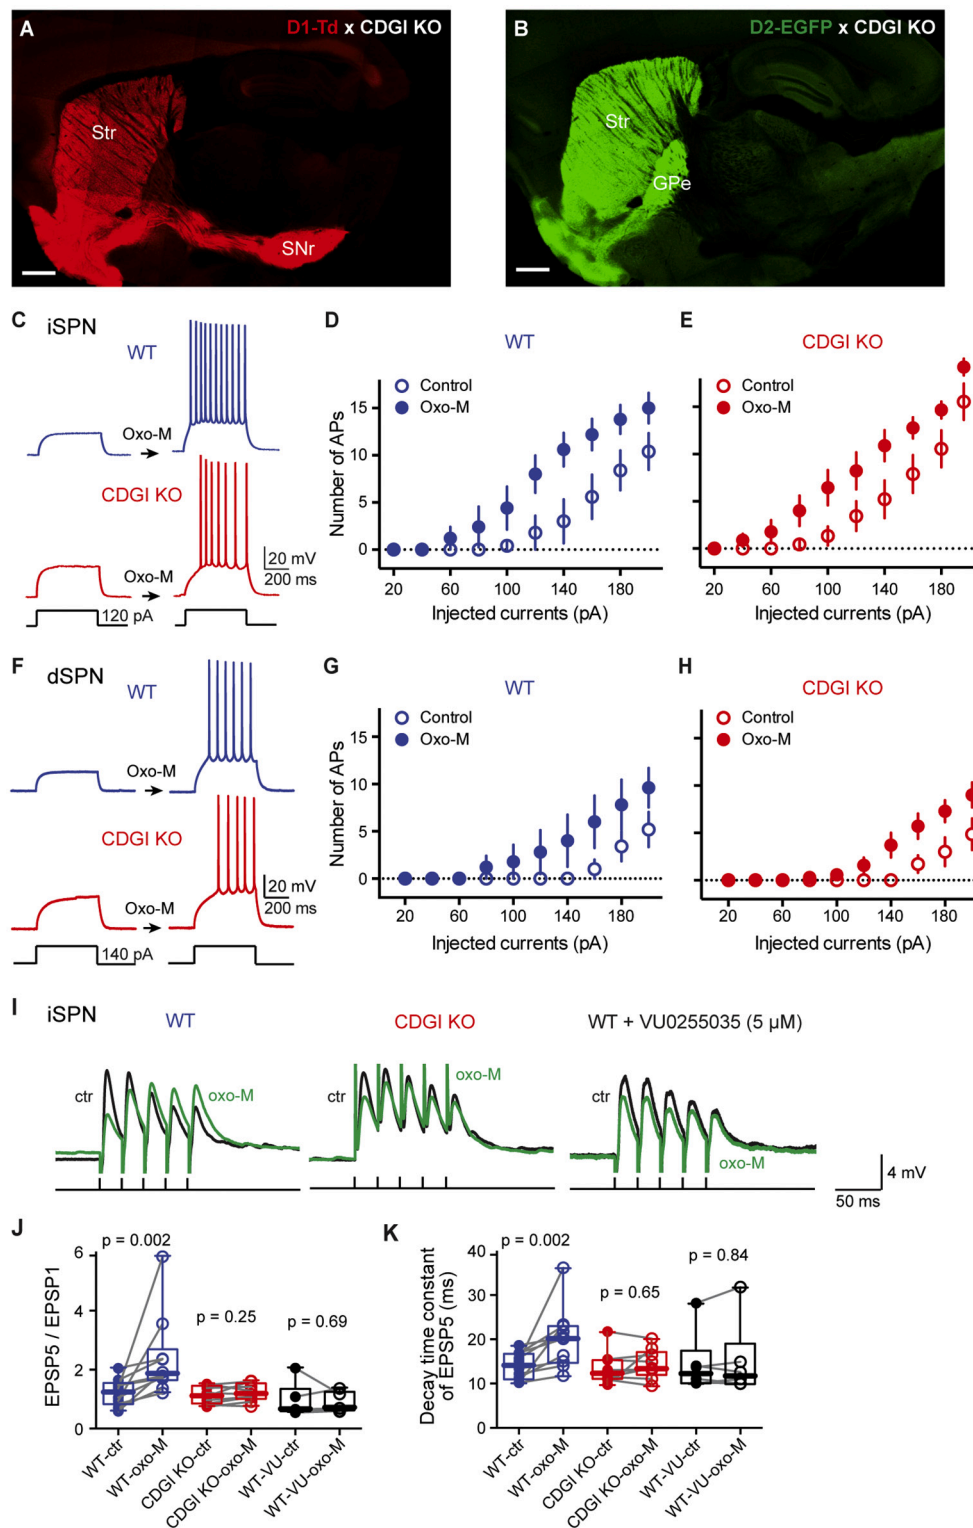 A
D1-Td x CDGI KO
Str
SNr
B
D2-EGFP x CDGI KO
Str
GPe
C
iSPN
WT
Oxo-M
CDGI KO
Oxo-M
20 mV
200 ms
120 pA
D
WT
Control
Oxo-M
Number of APs
15
10
5
0
20 60 100 140 180
Injected currents (pA)
E
CDGI KO
Control
Oxo-M
20 60 100 140 180
Injected currents (pA)
F
dSPN
WT
Oxo-M
CDGI KO
Oxo-M
20 mV
200 ms
140 pA
G
WT
Control
Oxo-M
Number of APs
15
10
5
0
20 60 100 140 180
Injected currents (pA)
H
CDGI KO
Control
Oxo-M
20 60 100 140 180
Injected currents (pA)
I
iSPN
WT
ctr
oxo-M
CDGI KO
ctr
oxo-M
WT + VU0255035 (5 µM)
ctr
oxo-M
4 mV
50 ms
J
EPSP5 / EPSP1
6
4
2
0
p = 0.002
p = 0.25
p = 0.69
WT-ctr
WT-oxo-M
CDGI KO-ctr
CDGI KO-oxo-M
WT-VU-ctr
WT-VU-oxo-M
K
Decay time constant
of EPSP5 (ms)
40
30
20
10
0
p = 0.002
p = 0.65
p = 0.84
WT-ctr
WT-oxo-M
CDGI KO-ctr
CDGI KO-oxo-M
WT-VU-ctr
WT-VU-oxo-M